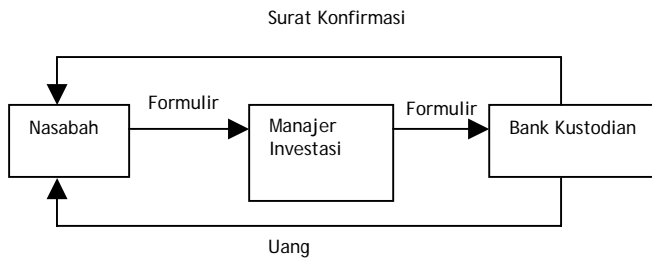 Surat Konfirmasi
Formulir
Formulir
Nasabah
Manajer
Investasi
Bank Kustodian
Uang